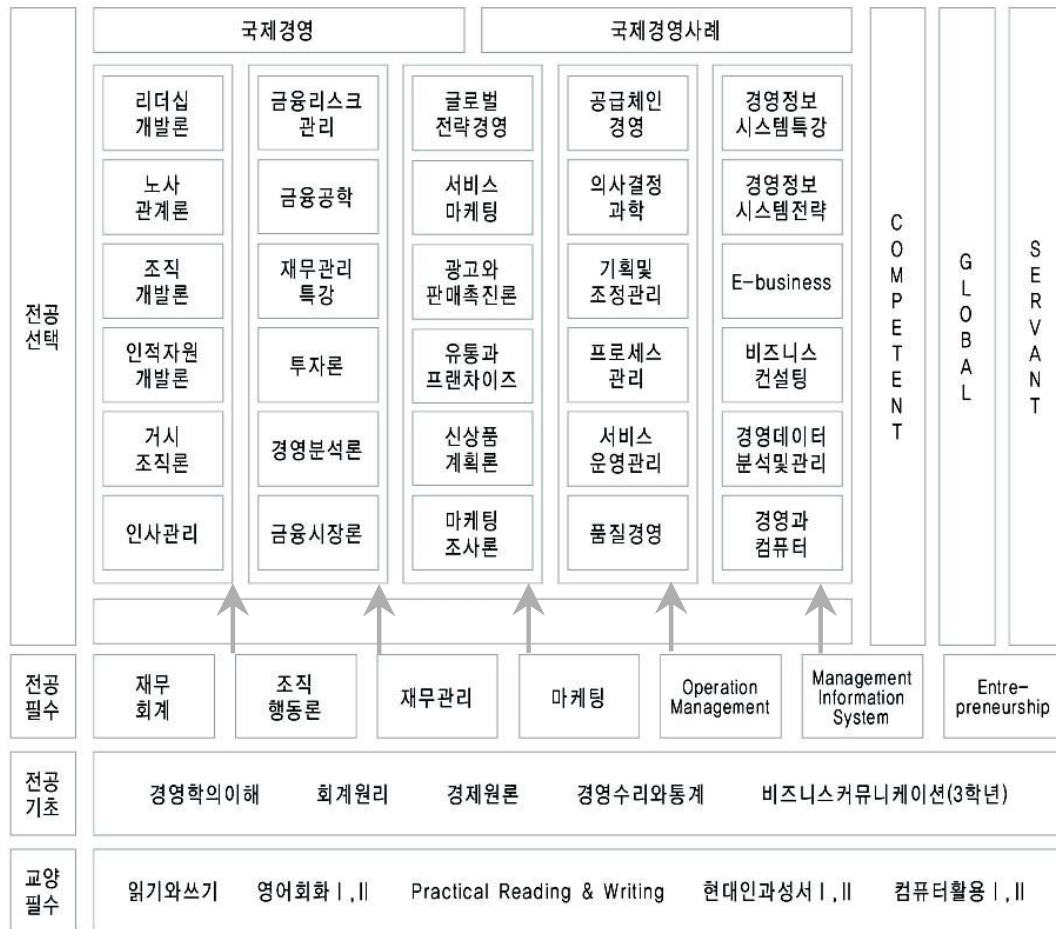 국제경영
국제경영사례
전공
선택
리더십
개발론
금융리스크
관리
글로벌
전략경영
공급체인
경영
경영정보
시스템특강
노사
관계론
금융공학
서비스
마케팅
의사결정
과학
경영정보
시스템전략
조직
개발론
재무관리
특강
광고와
판매촉진론
기획및
조정관리
E-business
인적자원
개발론
투자론
유통과
프랜차이즈
프로세스
관리
비즈니스
컨설팅
거시
조직론
경영분석론
신상품
계획론
서비스
운영관리
경영데이터
분석및관리
인사관리
금융시장론
마케팅
조사론
품질경영
경영과
컴퓨터
COMPETENT
GLOBAL
SERVANT
전공
필수
재무
회계
조직
행동론
재무관리
마케팅
Operation
Management
Management
Information
System
Entre-
preneurship
전공
기초
경영학의이해 회계원리 경제원론 경영수리와통계 비즈니스커뮤니케이션(3학년)
교양
필수
읽기와쓰기 영어회화Ⅰ,Ⅱ Practical Reading & Writing 현대인과성서Ⅰ,Ⅱ 컴퓨터활용Ⅰ,Ⅱ